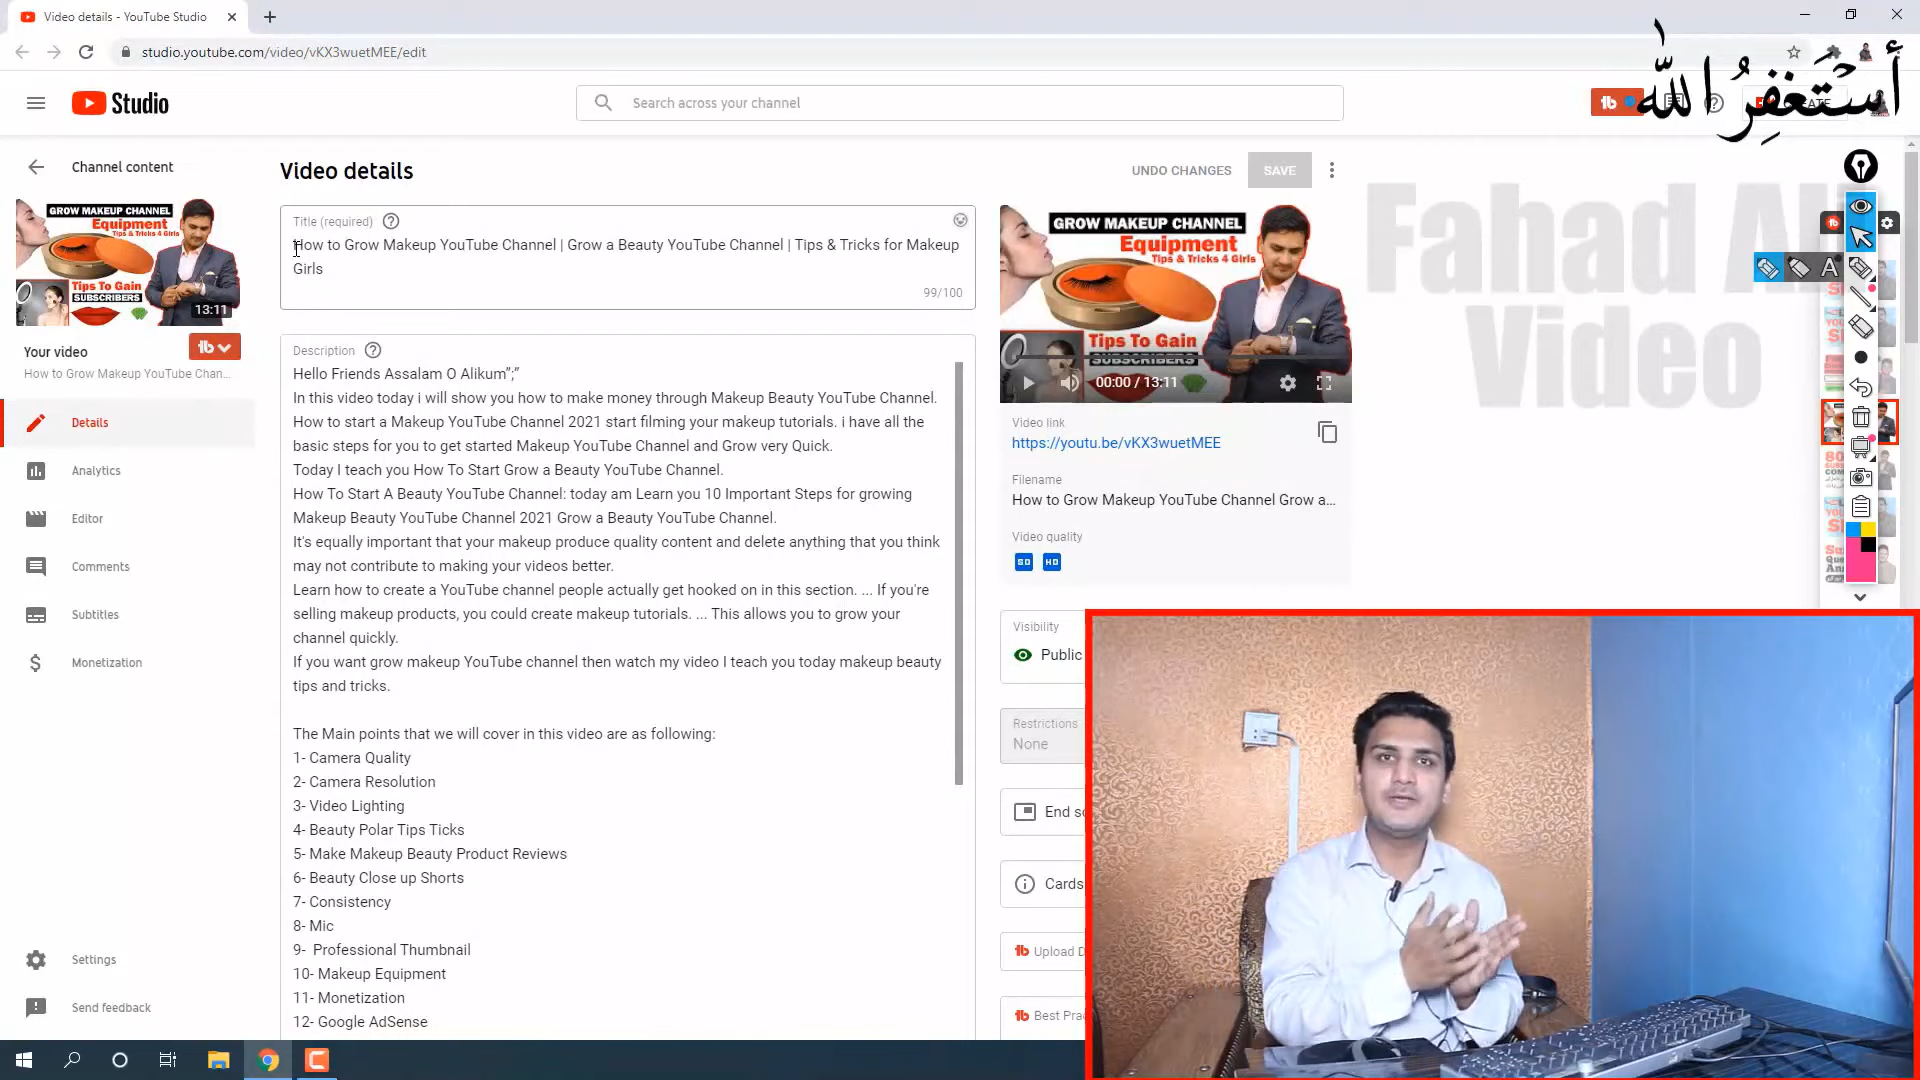 Video details - YouTube Studio
studio.youtube.com/video/vKX3wuetMEE/edit
أَسْتَغْفِرُ اللّٰه
Studio
Search across your channel
CREATE
Channel content
Video details
UNDO CHANGES
SAVE
Fahad Al
Video
GROW MAKEUP CHANNEL
Equipment
Tips & Tricks 4 Girls
Tips To Gain
SUBSCRIBERS
13:11
Your video
How to Grow Makeup YouTube Chan...
Details
Analytics
Editor
Comments
Subtitles
Monetization
Settings
Send feedback
Title (required)
How to Grow Makeup YouTube Channel | Grow a Beauty YouTube Channel | Tips & Tricks for Makeup
Girls
99/100
Description
Hello Friends Assalam O Alikum”;”
In this video today i will show you how to make money through Makeup Beauty YouTube Channel.
How to start a Makeup YouTube Channel 2021 start filming your makeup tutorials. i have all the
basic steps for you to get started Makeup YouTube Channel and Grow very Quick.
Today I teach you How To Start Grow a Beauty YouTube Channel.
How To Start A Beauty YouTube Channel: today am Learn you 10 Important Steps for growing
Makeup Beauty YouTube Channel 2021 Grow a Beauty YouTube Channel.
It's equally important that your makeup produce quality content and delete anything that you think
may not contribute to making your videos better.
Learn how to create a YouTube channel people actually get hooked on in this section. ... If you're
selling makeup products, you could create makeup tutorials. ... This allows you to grow your
channel quickly.
If you want grow makeup YouTube channel then watch my video I teach you today makeup beauty
tips and tricks.
The Main points that we will cover in this video are as following:
1- Camera Quality
2- Camera Resolution
3- Video Lighting
4- Beauty Polar Tips Ticks
5- Make Makeup Beauty Product Reviews
6- Beauty Close up Shorts
7- Consistency
8- Mic
9-  Professional Thumbnail
10- Makeup Equipment
11- Monetization
12- Google AdSense
GROW MAKEUP CHANNEL
Equipment
Tips & Tricks 4 Girls
Tips To Gain
SUBSCRIBERS
00:00 / 13:11
Video link
https://youtu.be/vKX3wuetMEE
Filename
How to Grow Makeup YouTube Channel Grow a...
Video quality
SD HD
Visibility
Public
Restrictions
None
End sc
Cards
Upload D
Best Prac